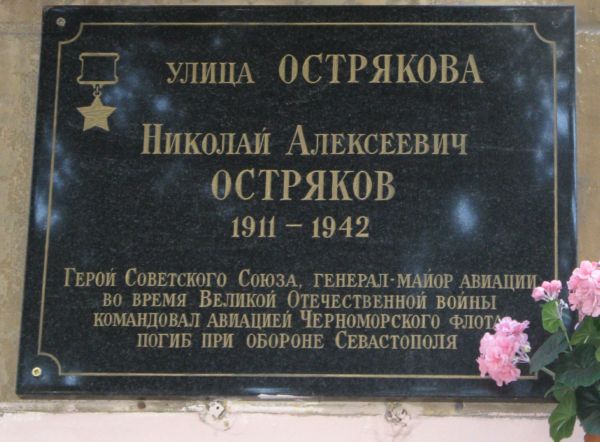 УЛИЦА ОСТРЯКОВА
НИКОЛАЙ АЛЕКСЕЕВИЧ
ОСТРЯКОВ
1911 – 1942
ГЕРОЙ СОВЕТСКОГО СОЮЗА, ГЕНЕРАЛ-МАЙОР АВИАЦИИ
ВО ВРЕМЯ ВЕЛИКОЙ ОТЕЧЕСТВЕННОЙ ВОЙНЫ
КОМАНДОВАЛ АВИАЦИЕЙ ЧЕРНОМОРСКОГО ФЛОТА
ПОГИБ ПРИ ОБОРОНЕ СЕВАСТОПОЛЯ